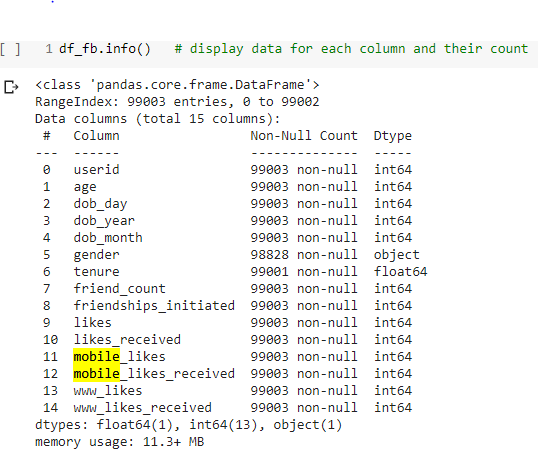 [ ] 1 df_fb.info() # display data for each column and their count
<class 'pandas.core.frame.DataFrame'>
RangeIndex: 99003 entries, 0 to 99002
Data columns (total 15 columns):
 #   Column                 Non-Null Count  Dtype
---  ------                 --------------  -----
 0   userid                 99003 non-null  int64
 1   age                    99003 non-null  int64
 2   dob_day                99003 non-null  int64
 3   dob_year               99003 non-null  int64
 4   dob_month              99003 non-null  int64
 5   gender                 98828 non-null  object
 6   tenure                 99001 non-null  float64
 7   friend_count           99003 non-null  int64
 8   friendships_initiated  99003 non-null  int64
 9   likes                  99003 non-null  int64
 10  likes_received         99003 non-null  int64
 11  mobile_likes           99003 non-null  int64
 12  mobile_likes_received  99003 non-null  int64
 13  www_likes              99003 non-null  int64
 14  www_likes_received     99003 non-null  int64
dtypes: float64(1), int64(13), object(1)
memory usage: 11.3+ MB